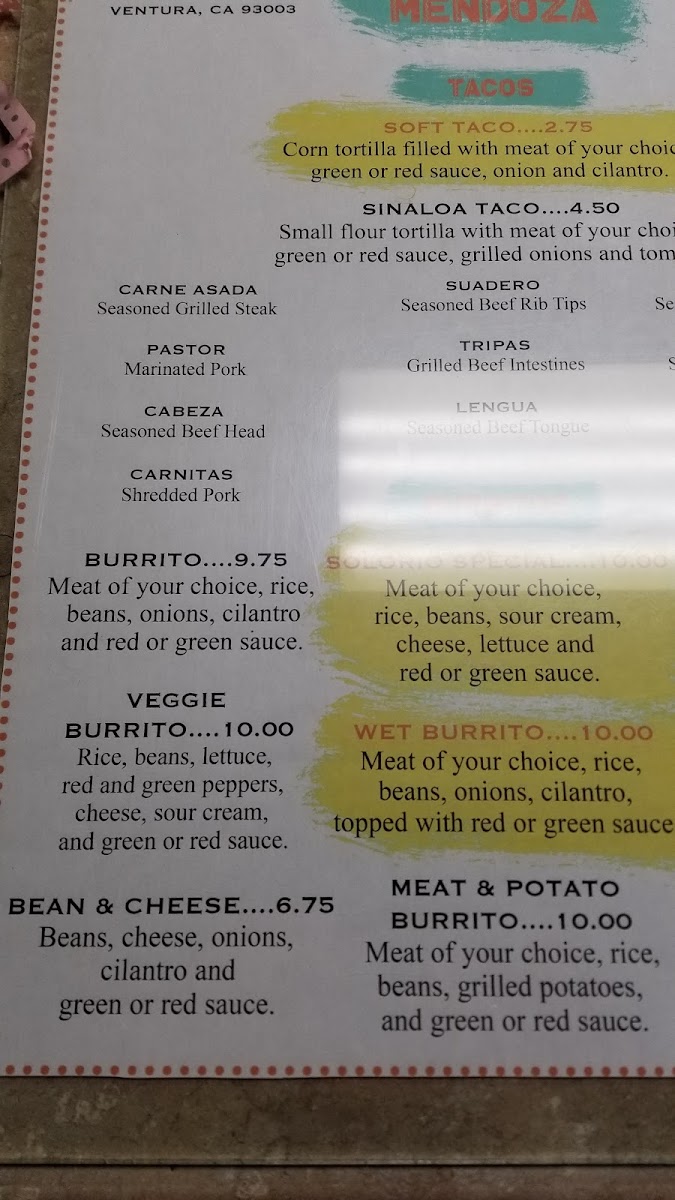 VENTURA, CA 93003
MENDOZA
TACOS
SOFT TACO....2.75
Corn tortilla filled with meat of your choic
green or red sauce, onion and cilantro.
SINALOA TACO....4.50
Small flour tortilla with meat of your choi
green or red sauce, grilled onions and tom
CARNE ASADA
Seasoned Grilled Steak
SUADERO
Seasoned Beef Rib Tips
Se
PASTOR
Marinated Pork
TRIPAS
Grilled Beef Intestines
S
CABEZA
Seasoned Beef Head
LENGUA
Seasoned Beef Tongue
CARNITAS
Shredded Pork
BURRITO....9.75
Meat of your choice, rice,
beans, onions, cilantro
and red or green sauce.
SOLORIO SPECIAL....10.00
Meat of your choice,
rice, beans, sour cream,
cheese, lettuce and
red or green sauce.
VEGGIE
BURRITO....10.00
Rice, beans, lettuce,
red and green peppers,
cheese, sour cream,
and green or red sauce.
WET BURRITO....10.00
Meat of your choice, rice,
beans, onions, cilantro,
topped with red or green sauce
BEAN & CHEESE....6.75
Beans, cheese, onions,
cilantro and
green or red sauce.
MEAT & POTATO
BURRITO....10.00
Meat of your choice, rice,
beans, grilled potatoes,
and green or red sauce.